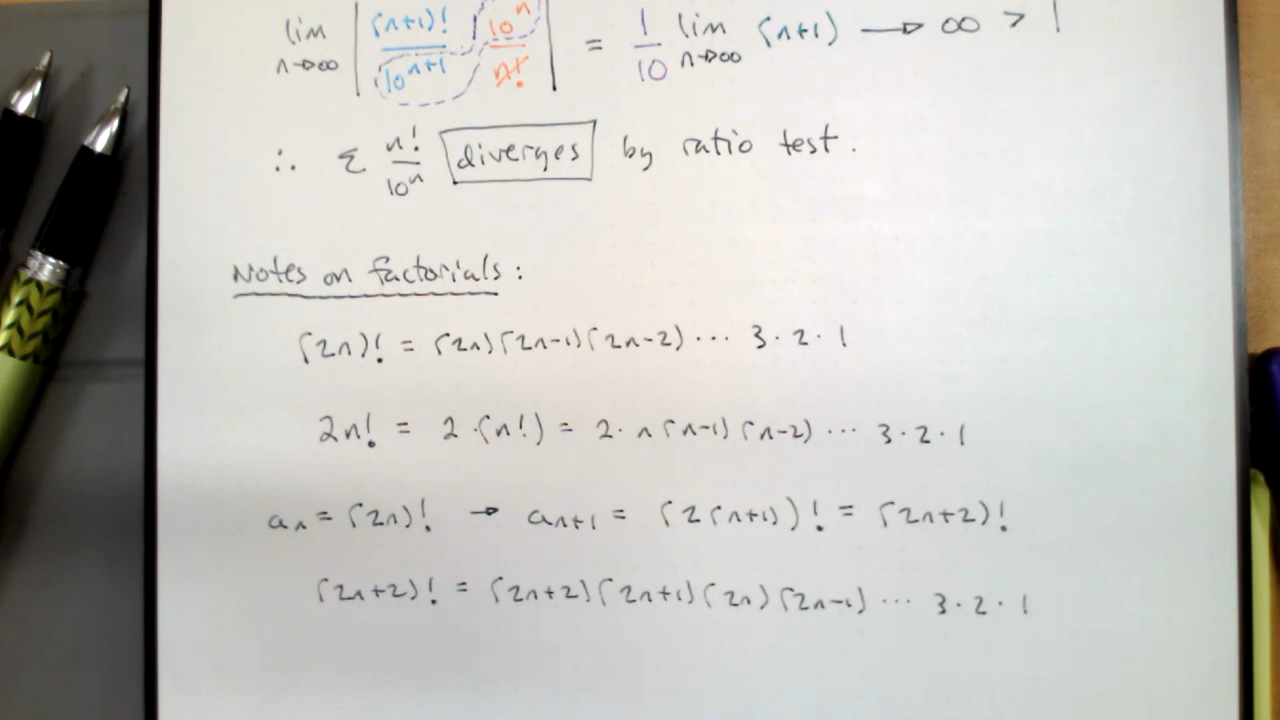 lim n→∞ | (n+1)! / 10^(n+1) · 10^n / n! | = 1/10 lim n→∞ (n+1) → ∞ > 1
∴ Σ n!/10^n diverges by ratio test.
Notes on factorials:
(2n)! = (2n)(2n-1)(2n-2) ··· 3·2·1
2n! = 2·(n!) = 2·n(n-1)(n-2) ··· 3·2·1
aₙ = (2n)! → aₙ₊₁ = (2(n+1))! = (2n+2)!
(2n+2)! = (2n+2)(2n+1)(2n)(2n-1) ··· 3·2·1